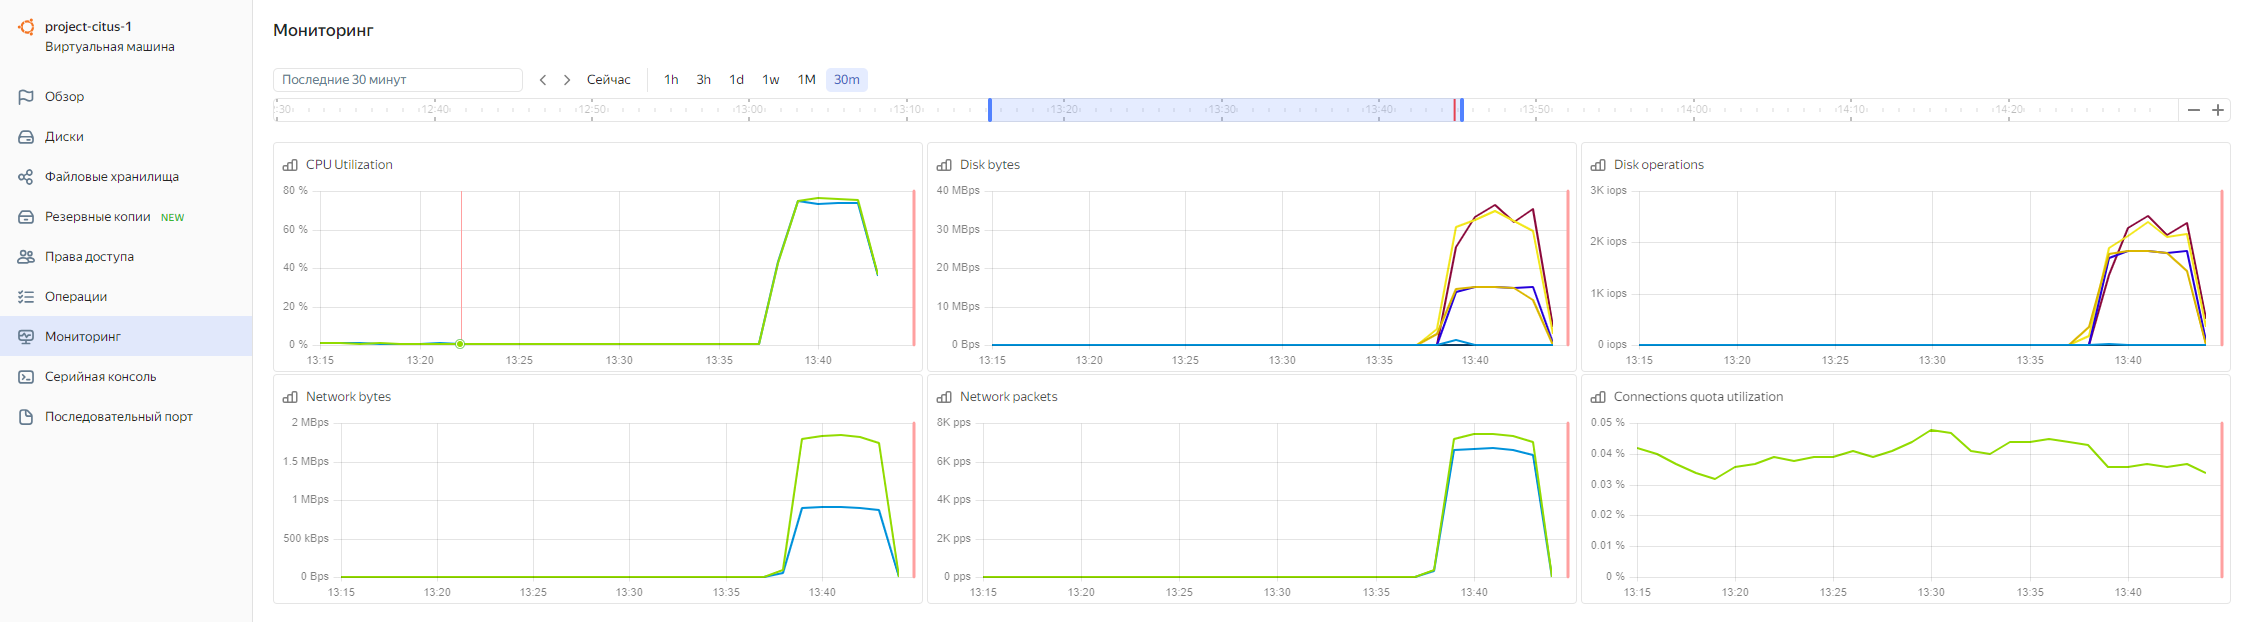 project-citus-1
Виртуальная машина
Обзор
Диски
Файловые хранилища
Резервные копии NEW
Права доступа
Операции
Мониторинг
Серийная консоль
Последовательный порт
Мониторинг
Последние 30 минут
Сейчас 1h 3h 1d 1w 1M 30m
:30 12:40 12:50 13:00 13:10 13:20 13:30 13:40 13:50 14:00 14:10 14:20
CPU Utilization
80 %
60 %
40 %
20 %
0 %
13:15 13:20 13:25 13:30 13:35 13:40
Disk bytes
40 MBps
30 MBps
20 MBps
10 MBps
0 Bps
13:15 13:20 13:25 13:30 13:35 13:40
Disk operations
3K iops
2K iops
1K iops
0 iops
13:15 13:20 13:25 13:30 13:35 13:40
Network bytes
2 MBps
1.5 MBps
1 MBps
500 kBps
0 Bps
13:15 13:20 13:25 13:30 13:35 13:40
Network packets
8K pps
6K pps
4K pps
2K pps
0 pps
13:15 13:20 13:25 13:30 13:35 13:40
Connections quota utilization
0.05 %
0.04 %
0.03 %
0.02 %
0.01 %
0 %
13:15 13:20 13:25 13:30 13:35 13:40